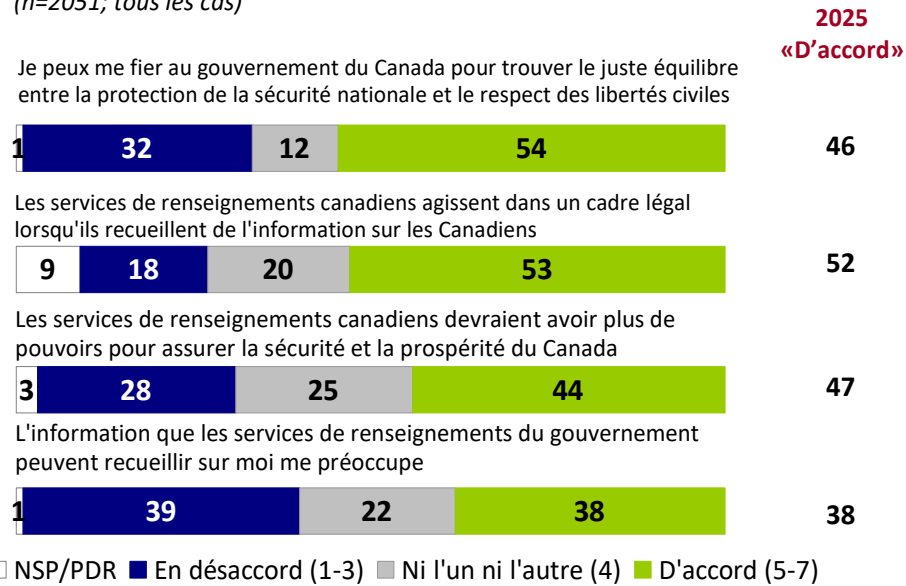 (n=2051; tous les cas)
2025
«D'accord»
Je peux me fier au gouvernement du Canada pour trouver le juste équilibre
entre la protection de la sécurité nationale et le respect des libertés civiles
1 32 12 54 46
Les services de renseignements canadiens agissent dans un cadre légal
lorsqu'ils recueillent de l'information sur les Canadiens
9 18 20 53 52
Les services de renseignements canadiens devraient avoir plus de
pouvoirs pour assurer la sécurité et la prospérité du Canada
3 28 25 44 47
L'information que les services de renseignements du gouvernement
peuvent recueillir sur moi me préoccupe
1 39 22 38 38
NSP/PDR En désaccord (1-3) Ni l'un ni l'autre (4) D'accord (5-7)